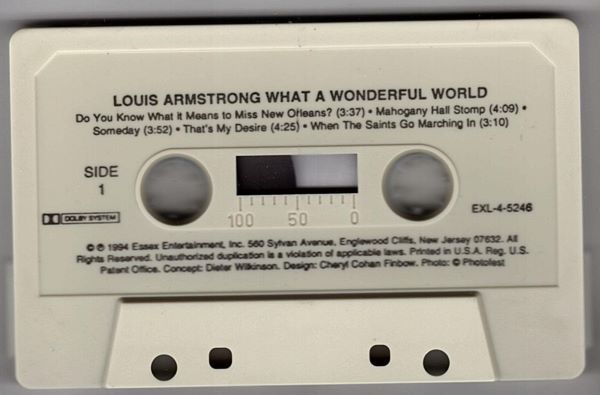 LOUIS ARMSTRONG WHAT A WONDERFUL WORLD
Do You Know What it Means to Miss New Orleans? (3:37) • Mahogany Hall Stomp (4:09) •
Someday (3:52) • That's My Desire (4:25) • When The Saints Go Marching In (3:10)
SIDE
1
DOLBY SYSTEM
100 50 0
EXL-4-5246
© ℗ 1994 Essex Entertainment, Inc. 560 Sylvan Avenue, Englewood Cliffs, New Jersey 07632. All
Rights Reserved. Unauthorized duplication is a violation of applicable laws. Printed in U.S.A. Reg. U.S.
Patent Office. Concept: Dieter Wilkinson. Design: Cheryl Cohan Finbow. Photo: © Photofest